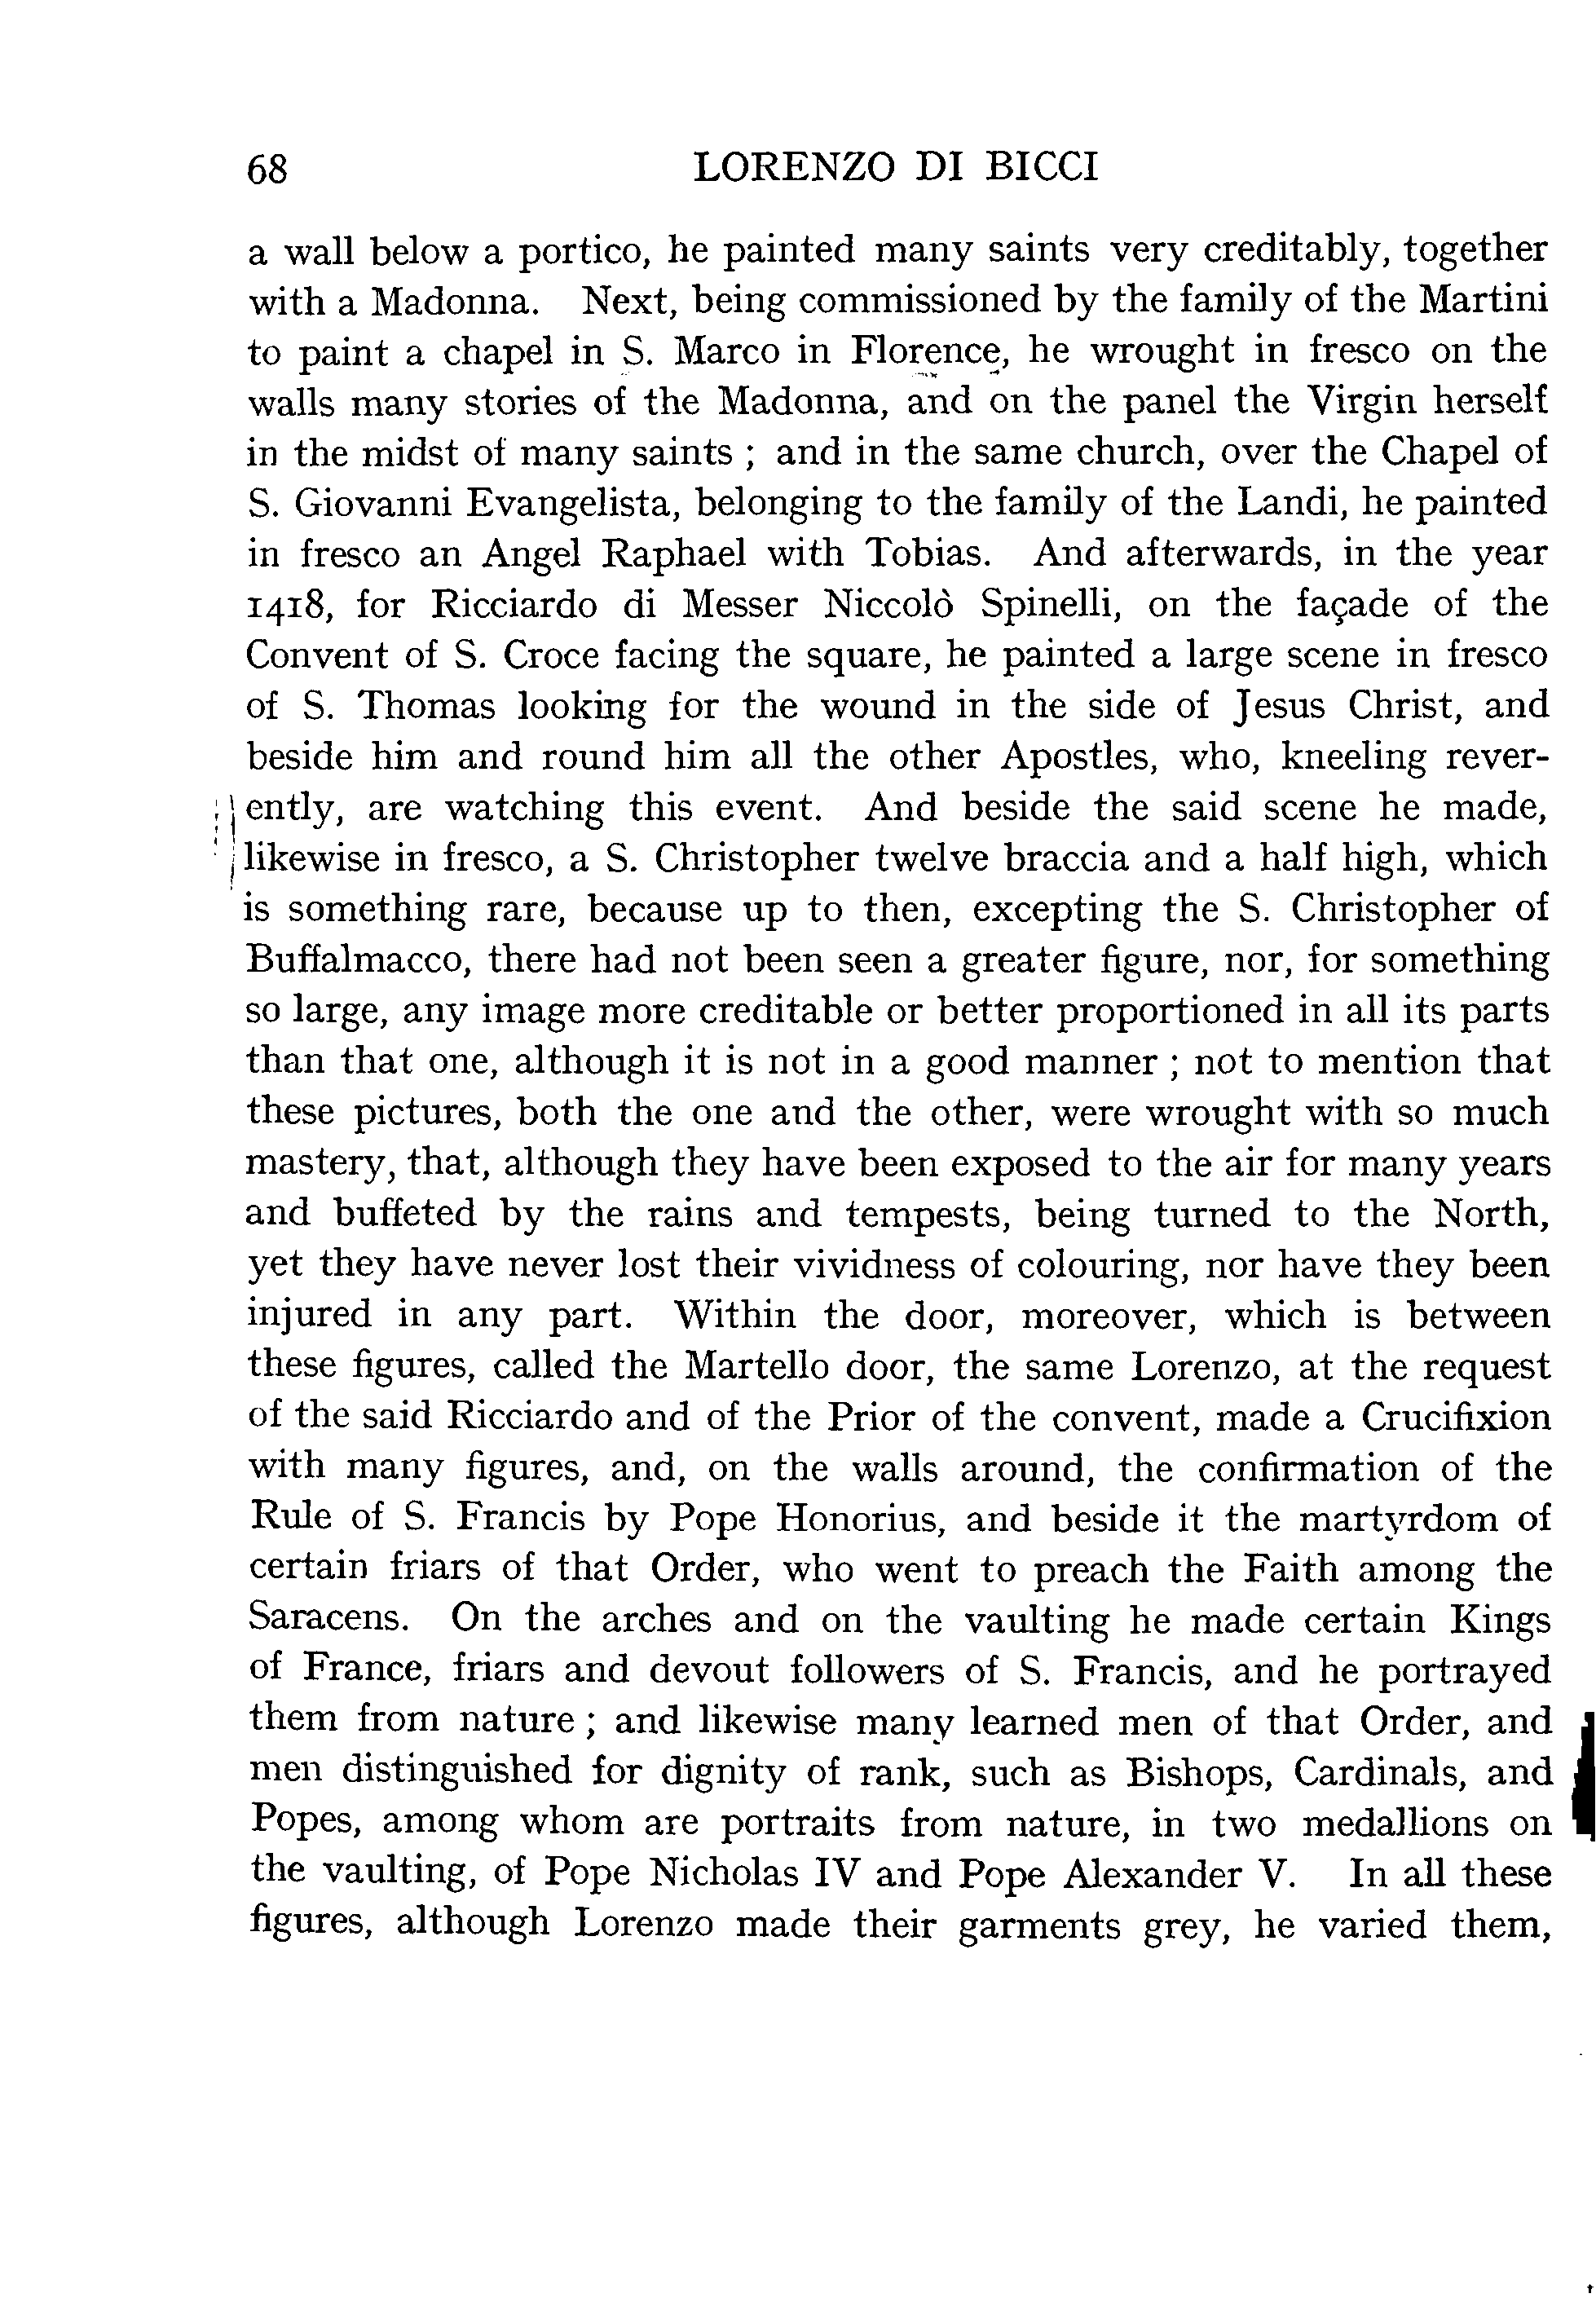 68 LORENZO DI BICCI
a wall below a portico, he painted many saints very creditably, together
with a Madonna. Next, being commissioned by the family of the Martini
to paint a chapel in S. Marco in Florence, he wrought in fresco on the
walls many stories of the Madonna, and on the panel the Virgin herself
in the midst of many saints ; and in the same church, over the Chapel of
S. Giovanni Evangelista, belonging to the family of the Landi, he painted
in fresco an Angel Raphael with Tobias. And afterwards, in the year
1418, for Ricciardo di Messer Niccolò Spinelli, on the façade of the
Convent of S. Croce facing the square, he painted a large scene in fresco
of S. Thomas looking for the wound in the side of Jesus Christ, and
beside him and round him all the other Apostles, who, kneeling rever-
ently, are watching this event. And beside the said scene he made,
likewise in fresco, a S. Christopher twelve braccia and a half high, which
is something rare, because up to then, excepting the S. Christopher of
Buffalmacco, there had not been seen a greater figure, nor, for something
so large, any image more creditable or better proportioned in all its parts
than that one, although it is not in a good manner ; not to mention that
these pictures, both the one and the other, were wrought with so much
mastery, that, although they have been exposed to the air for many years
and buffeted by the rains and tempests, being turned to the North,
yet they have never lost their vividness of colouring, nor have they been
injured in any part. Within the door, moreover, which is between
these figures, called the Martello door, the same Lorenzo, at the request
of the said Ricciardo and of the Prior of the convent, made a Crucifixion
with many figures, and, on the walls around, the confirmation of the
Rule of S. Francis by Pope Honorius, and beside it the martyrdom of
certain friars of that Order, who went to preach the Faith among the
Saracens. On the arches and on the vaulting he made certain Kings
of France, friars and devout followers of S. Francis, and he portrayed
them from nature ; and likewise many learned men of that Order, and
men distinguished for dignity of rank, such as Bishops, Cardinals, and
Popes, among whom are portraits from nature, in two medallions on
the vaulting, of Pope Nicholas IV and Pope Alexander V. In all these
figures, although Lorenzo made their garments grey, he varied them,